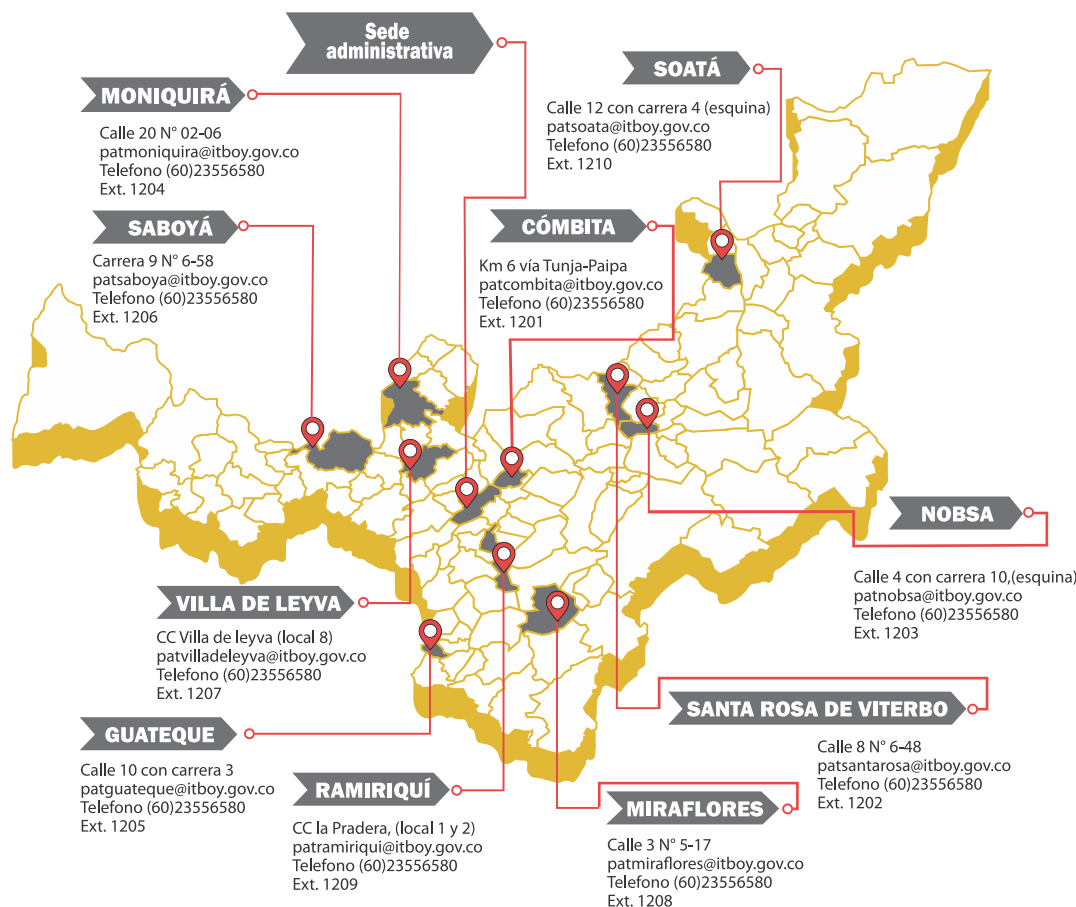 Sede
administrativa
MONIQUIRÁ
Calle 20 N° 02-06
patmoniquira@itboy.gov.co
Telefono (60)23556580
Ext. 1204
SOATÁ
Calle 12 con carrera 4 (esquina)
patsoata@itboy.gov.co
Telefono (60)23556580
Ext. 1210
SABOYÁ
Carrera 9 N° 6-58
patsaboya@itboy.gov.co
Telefono (60)23556580
Ext. 1206
CÓMBITA
Km 6 vía Tunja-Paipa
patcombita@itboy.gov.co
Telefono (60)23556580
Ext. 1201
NOBSA
Calle 4 con carrera 10,(esquina)
patnobsa@itboy.gov.co
Telefono (60)23556580
Ext. 1203
VILLA DE LEYVA
CC Villa de leyva (local 8)
patvilladeleyva@itboy.gov.co
Telefono (60)23556580
Ext. 1207
SANTA ROSA DE VITERBO
Calle 8 N° 6-48
patsantarosa@itboy.gov.co
Telefono (60)23556580
Ext. 1202
GUATEQUE
Calle 10 con carrera 3
patguateque@itboy.gov.co
Telefono (60)23556580
Ext. 1205
RAMIRIQUÍ
CC la Pradera, (local 1 y 2)
patramiriqui@itboy.gov.co
Telefono (60)23556580
Ext. 1209
MIRAFLORES
Calle 3 N° 5-17
patmiraflores@itboy.gov.co
Telefono (60)23556580
Ext. 1208